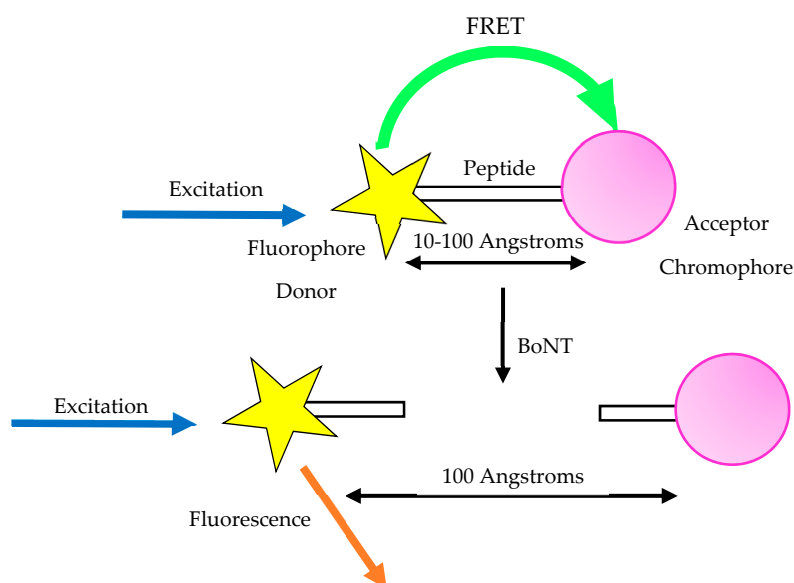 FRET
Peptide
Excitation
10-100 Angstroms
Acceptor
Fluorophore
Chromophore
Donor
BoNT
Excitation
100 Angstroms
Fluorescence